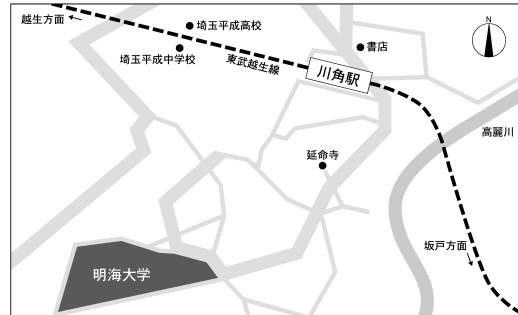 越生方面
埼玉平成高校
埼玉平成中学校
東武越生線
書店
N
川角駅
高麗川
延命寺
坂戸方面
明海大学